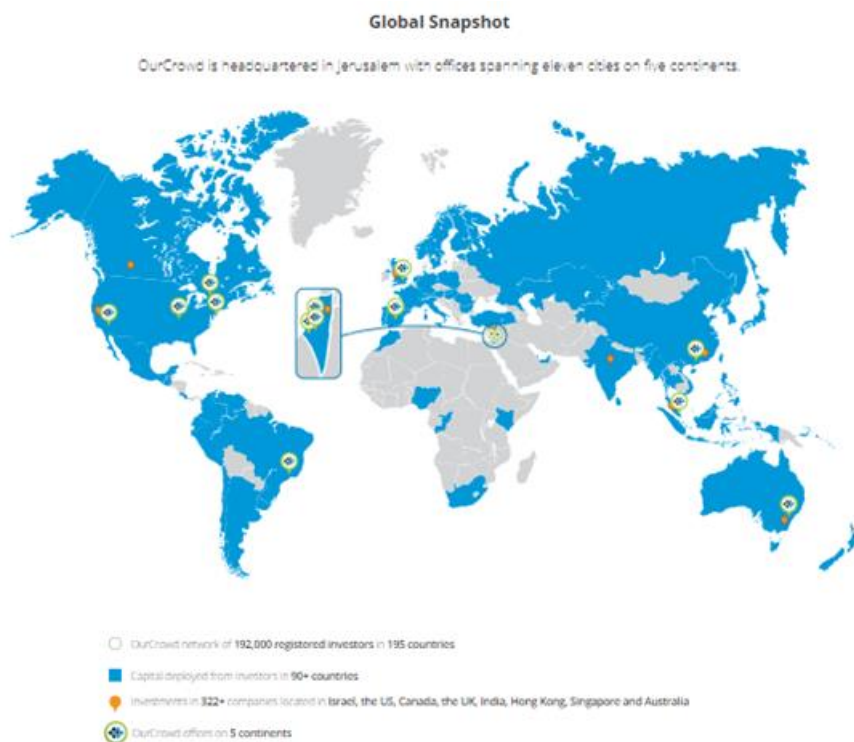 Global Snapshot
OurCrowd is headquartered in Jerusalem with offices spanning eleven cities on five continents.
OurCrowd network of 192,000 registered investors in 195 countries
Capital deployed from investors in 90+ countries
Investments in 322+ companies located in Israel, the US, Canada, the UK, India, Hong Kong, Singapore and Australia
OurCrowd offices on 5 continents